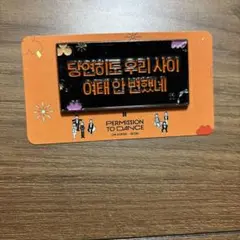 당연히도 우리 사이
여태 안 변했네
PERMISSION
TO DANCE